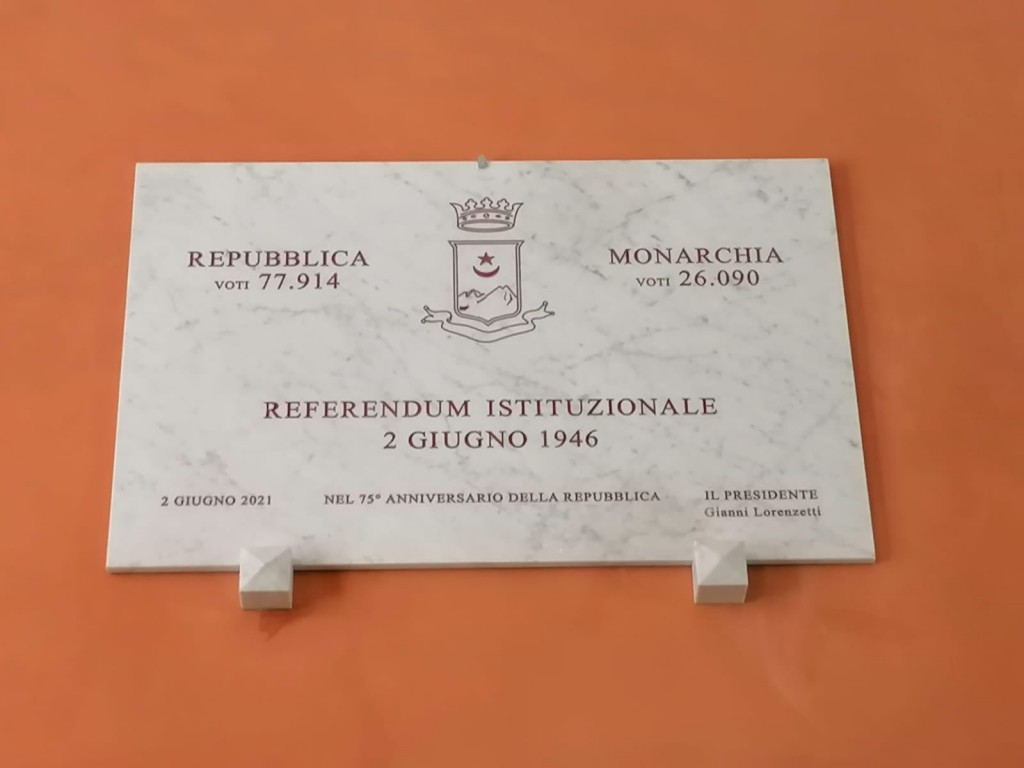 REPUBBLICA
VOTI 77.914
MONARCHIA
VOTI 26.090
REFERENDUM ISTITUZIONALE
2 GIUGNO 1946
2 GIUGNO 2021
NEL 75° ANNIVERSARIO DELLA REPUBBLICA
IL PRESIDENTE
Gianni Lorenzetti